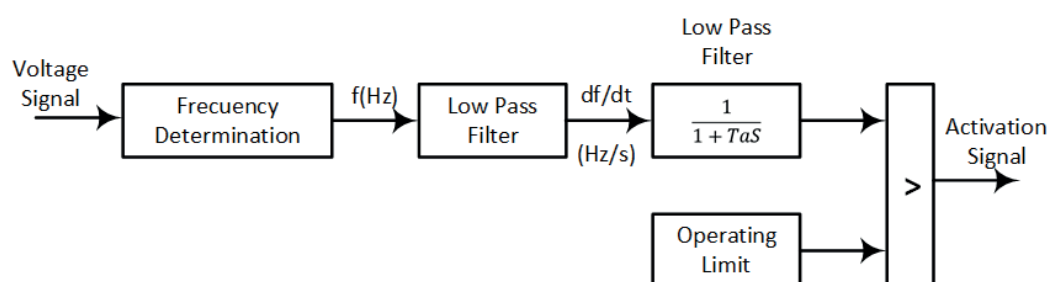 Low Pass
Filter
Voltage
Signal
Frecuency
Determination
f(Hz)
Low Pass
Filter
df/dt
(Hz/s)
1
1 + TaS
>
Activation
Signal
Operating
Limit